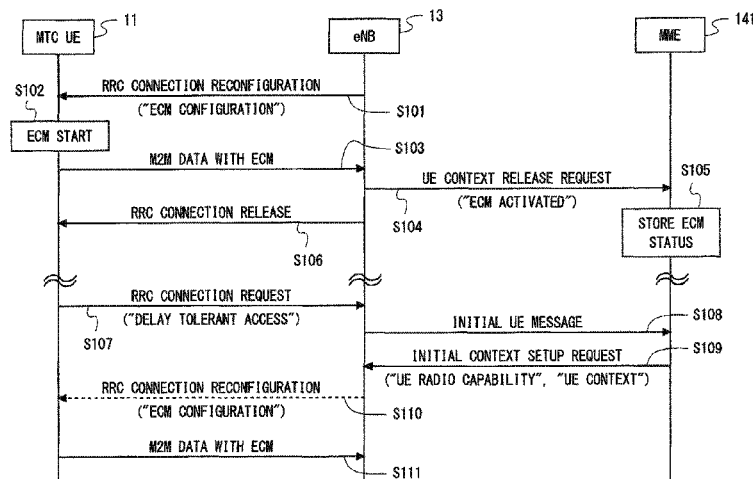 11
13
141
MTC UE
eNB
MME
S102
RRC CONNECTION RECONFIGURATION
("ECM CONFIGURATION")
S101
ECM START
M2M DATA WITH ECM
S103
UE CONTEXT RELEASE REQUEST
("ECM ACTIVATED")
S104
S105
RRC CONNECTION RELEASE
S106
STORE ECM
STATUS
RRC CONNECTION REQUEST
("DELAY TOLERANT ACCESS")
S107
INITIAL UE MESSAGE
S108
INITIAL CONTEXT SETUP REQUEST
S109
("UE RADIO CAPABILITY", "UE CONTEXT")
RRC CONNECTION RECONFIGURATION
("ECM CONFIGURATION")
S110
M2M DATA WITH ECM
S111